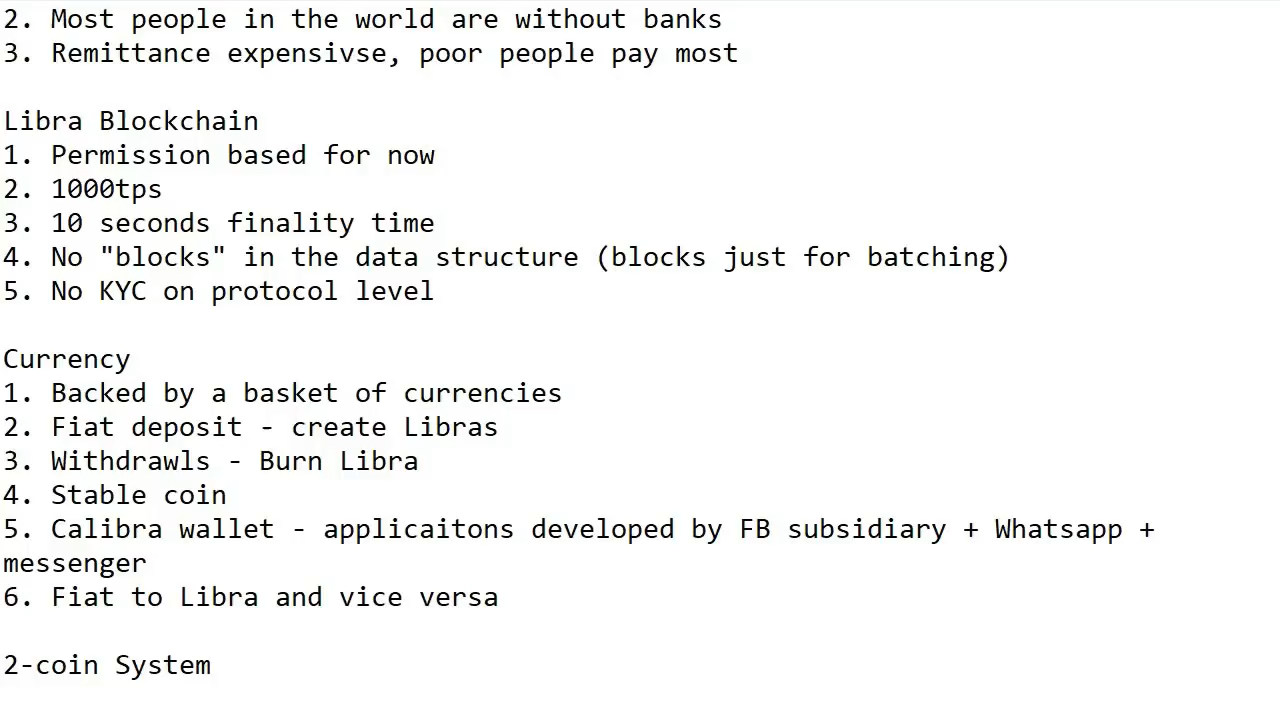 2. Most people in the world are without banks
3. Remittance expensivse, poor people pay most
Libra Blockchain
1. Permission based for now
2. 1000tps
3. 10 seconds finality time
4. No "blocks" in the data structure (blocks just for batching)
5. No KYC on protocol level
Currency
1. Backed by a basket of currencies
2. Fiat deposit - create Libras
3. Withdrawls - Burn Libra
4. Stable coin
5. Calibra wallet - applicaitons developed by FB subsidiary + Whatsapp +
messenger
6. Fiat to Libra and vice versa
2-coin System